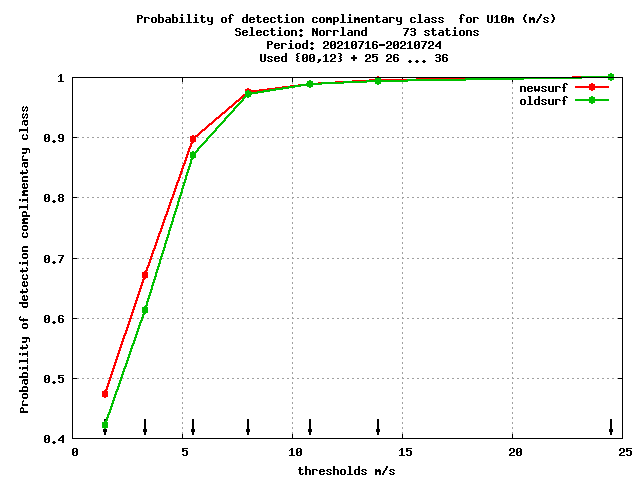 Probability of detection complimentary class  for U10m (m/s)
Selection: Norrland     73 stations
Period: 20210716-20210724
Used {00,12} + 25 26 ... 36
newsurf
oldsurf
Probability of detection complimentary class
1
0.9
0.8
0.7
0.6
0.5
0.4
0 5 10 15 20 25
thresholds m/s